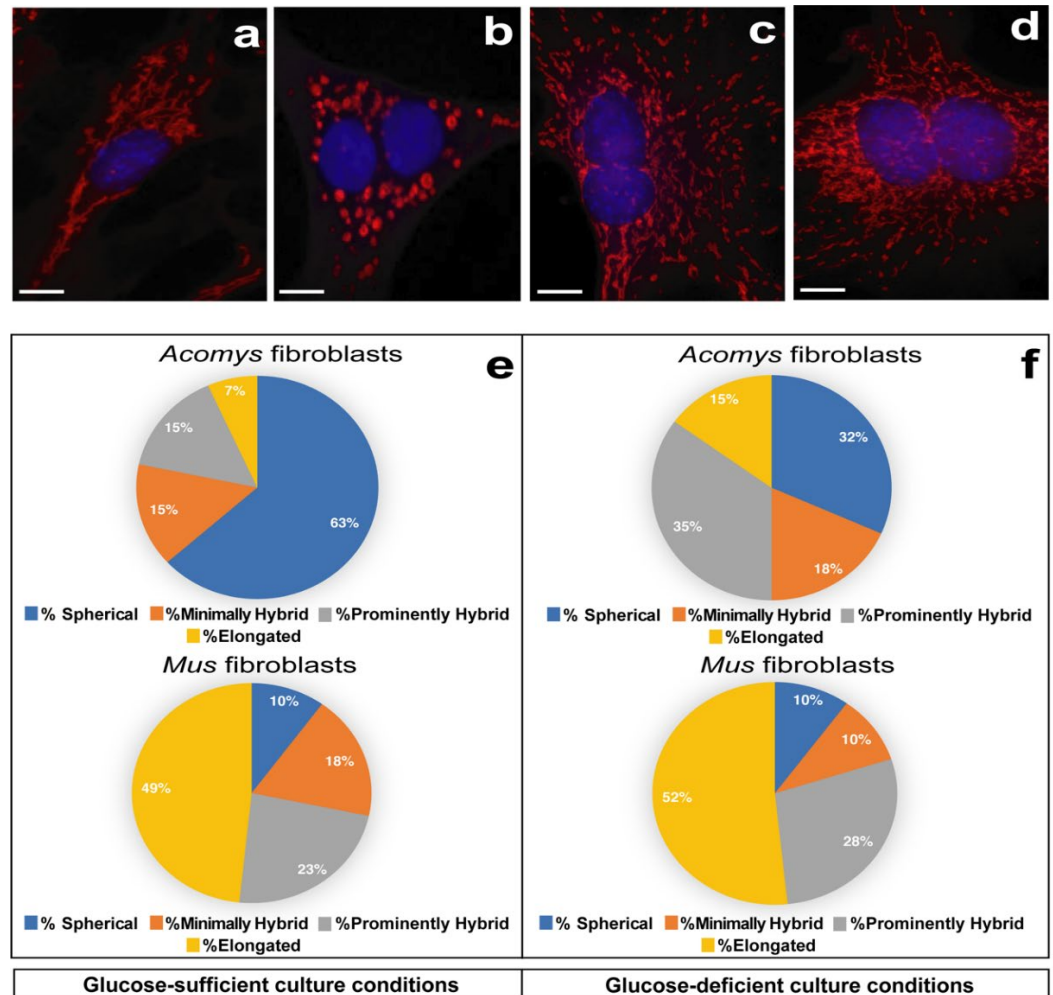 a
b
c
d
Acomys fibroblasts
e
7%
15%
15%
63%
% Spherical %Minimally Hybrid %Prominently Hybrid
%Elongated
Mus fibroblasts
10%
18%
49%
23%
% Spherical %Minimally Hybrid %Prominently Hybrid
%Elongated
Acomys fibroblasts
f
15%
32%
35%
18%
% Spherical %Minimally Hybrid %Prominently Hybrid
%Elongated
Mus fibroblasts
10%
10%
52%
28%
% Spherical %Minimally Hybrid %Prominently Hybrid
%Elongated
Glucose-sufficient culture conditions
Glucose-deficient culture conditions